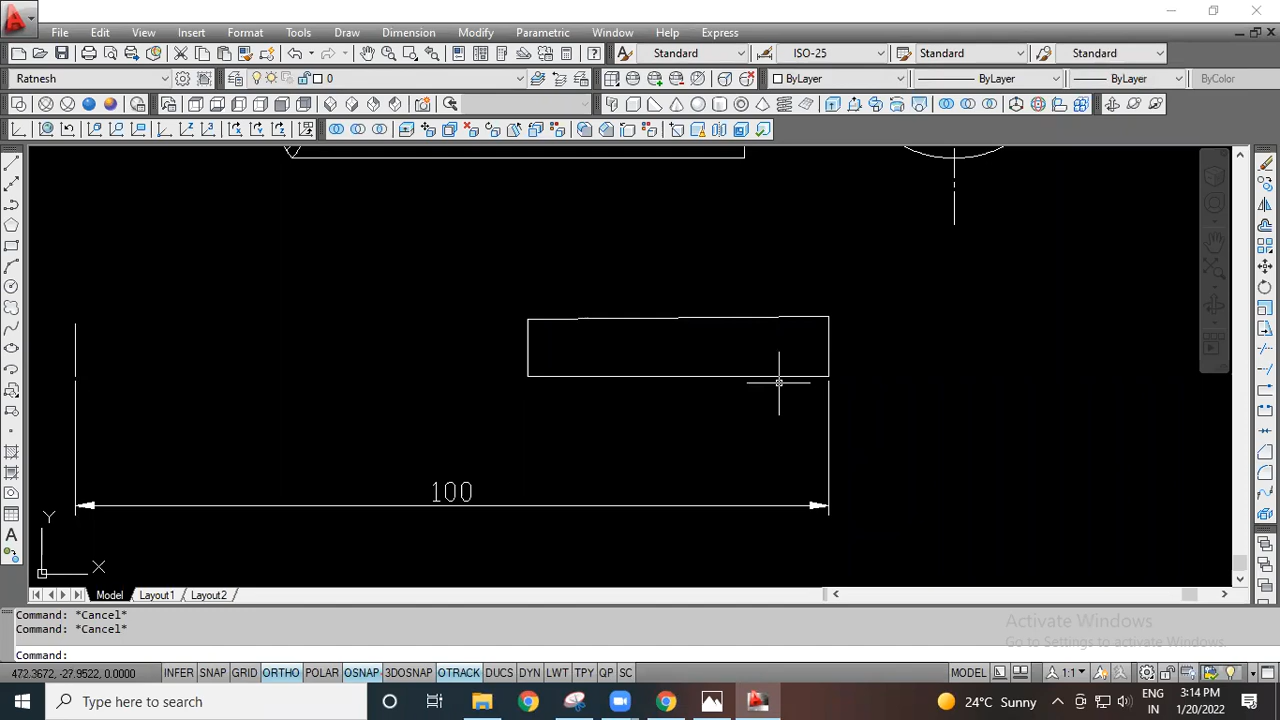 File Edit View Insert Format Tools Draw Dimension Modify Parametric Window Help Express
Standard ISO-25 Standard Standard
Ratnesh 0 ByLayer ByLayer ByLayer ByColor
100
Y
X
Model Layout1 Layout2
Command: *Cancel*
Command: *Cancel*
Activate Windows
Go to Settings to activate Windows.
Command:
472.3672, -27.9522, 0.0000 INFER SNAP GRID ORTHO POLAR OSNAP 3DOSNAP OTRACK DUCS DYN LWT TPY QP SC MODEL 1:1
Type here to search 24°C Sunny ENG IN 3:14 PM 1/20/2022